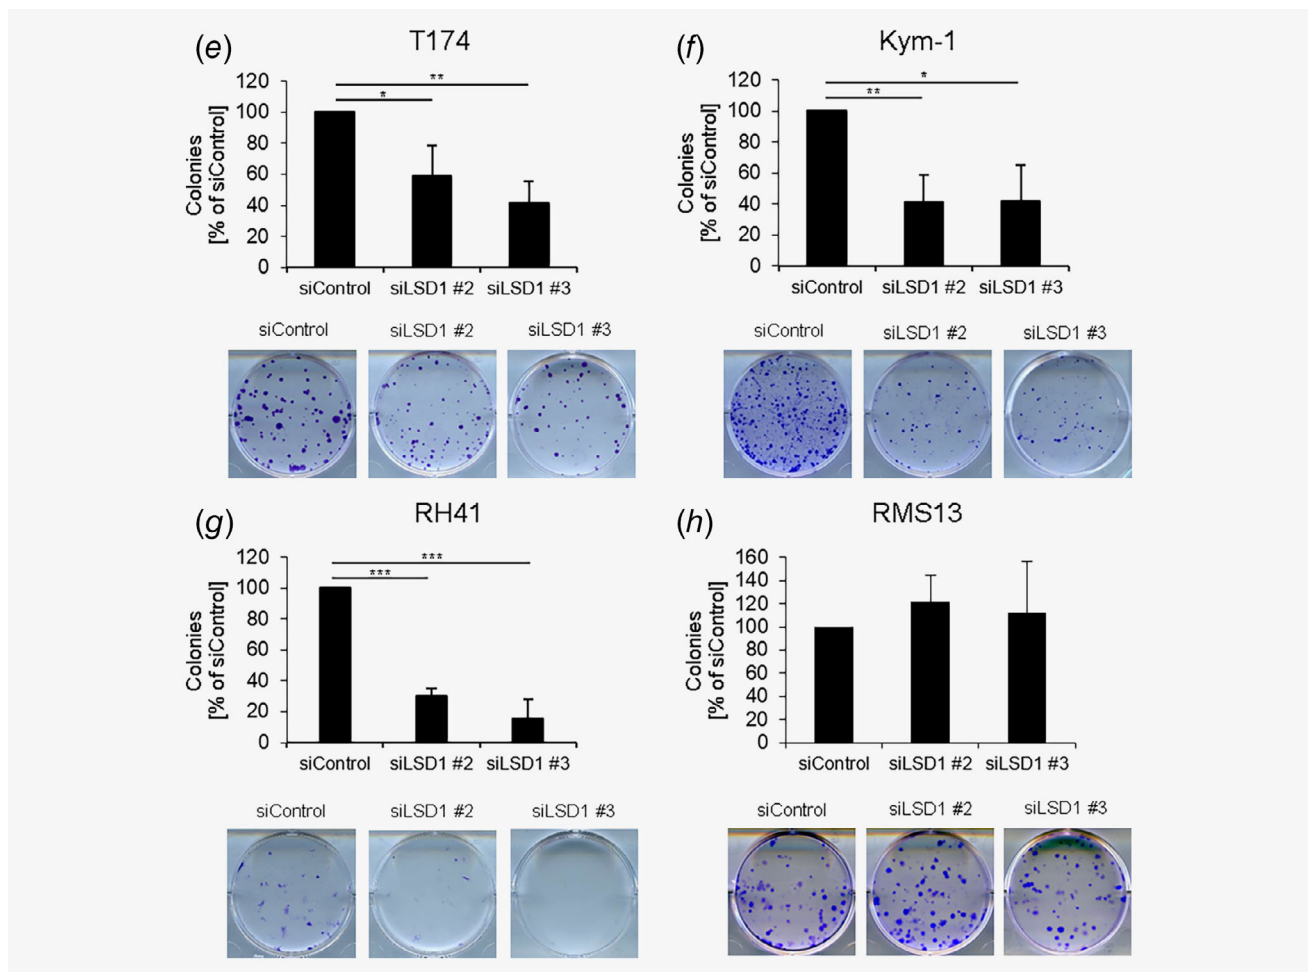 (e) T174
Colonies
[% of siControl]
120
100
80
60
40
20
0
**
*
siControl siLSD1 #2 siLSD1 #3
siControl siLSD1 #2 siLSD1 #3
(f) Kym-1
Colonies
[% of siControl]
120
100
80
60
40
20
0
*
**
siControl siLSD1 #2 siLSD1 #3
siControl siLSD1 #2 siLSD1 #3
(g) RH41
Colonies
[% of siControl]
120
100
80
60
40
20
0
***
***
siControl siLSD1 #2 siLSD1 #3
siControl siLSD1 #2 siLSD1 #3
(h) RMS13
Colonies
[% of siControl]
160
140
120
100
80
60
40
20
0
siControl siLSD1 #2 siLSD1 #3
siControl siLSD1 #2 siLSD1 #3